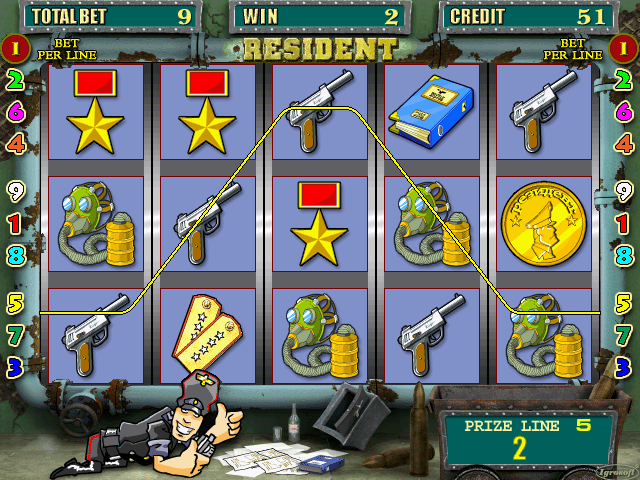 TOTAL BET 9
WIN 2
CREDIT 51
RESIDENT
1
BET
PER LINE
BET
PER LINE
1
2
2
6
6
4
4
9
9
1
1
8
8
5
5
7
7
3
3
PRIZE LINE 5
2
Igrosoft